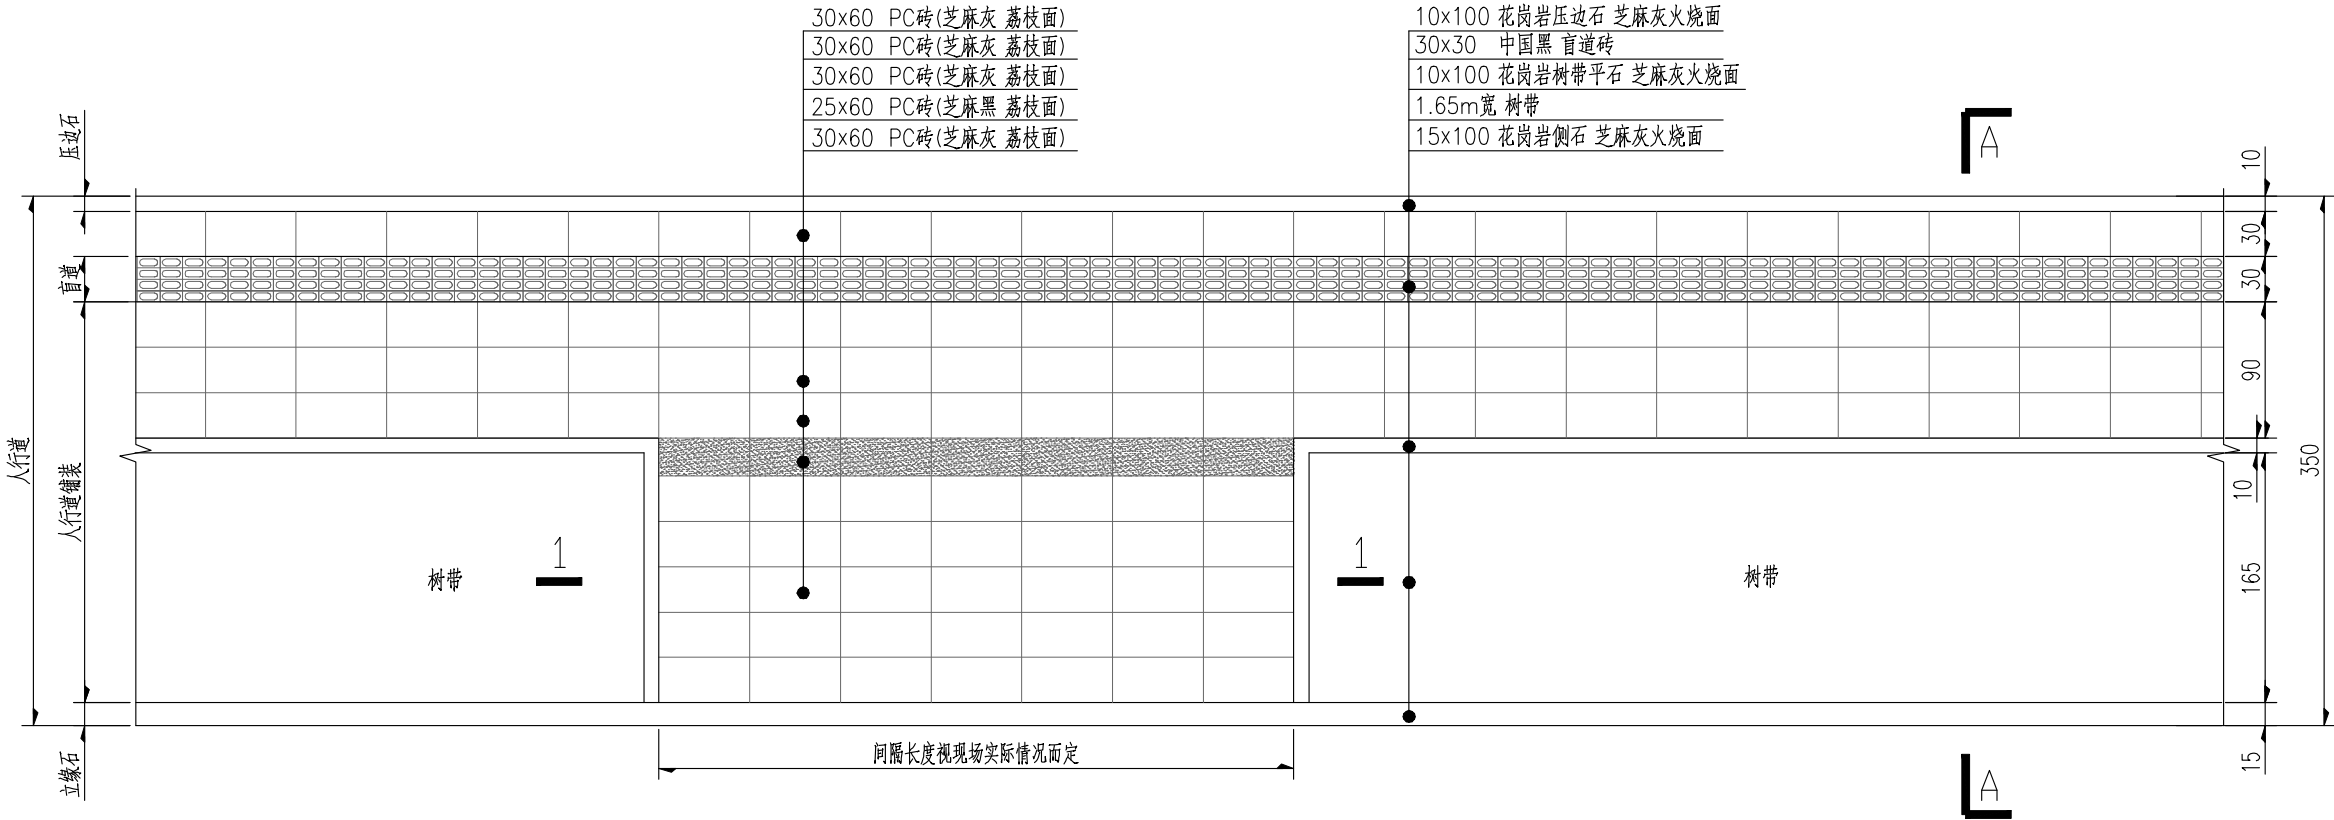 30x60 PC砖(芝麻灰 荔枝面)
30x60 PC砖(芝麻灰 荔枝面)
30x60 PC砖(芝麻灰 荔枝面)
25x60 PC砖(芝麻黑 荔枝面)
30x60 PC砖(芝麻灰 荔枝面)
10x100 花岗岩压边石 芝麻灰火烧面
30x30 中国黑 盲道砖
10x100 花岗岩树带平石 芝麻灰火烧面
1.65m宽 树带
15x100 花岗岩侧石 芝麻灰火烧面
A
压边石
盲道
人行道
人行道铺装
立缘石
10
30
30
90
10
165
350
15
树带
1
1
树带
间隔长度视现场实际情况而定
A